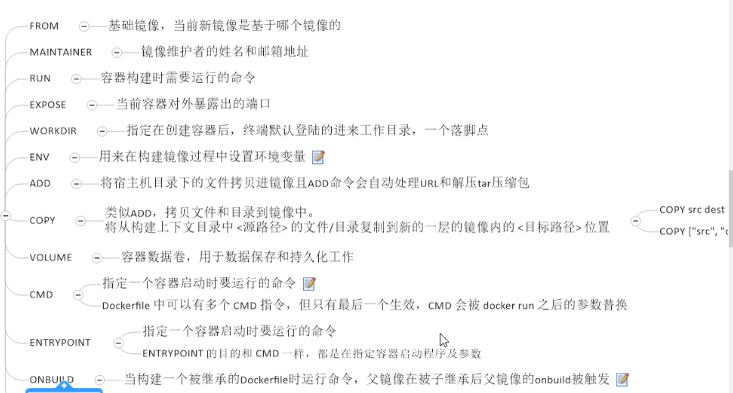 FROM 基础镜像，当前新镜像是基于哪个镜像的
MAINTAINER 镜像维护者的姓名和邮箱地址
RUN 容器构建时需要运行的命令
EXPOSE 当前容器对外暴露出的端口
WORKDIR 指定在创建容器后，终端默认登陆的进来工作目录，一个落脚点
ENV 用来在构建镜像过程中设置环境变量
ADD 将宿主机目录下的文件拷贝进镜像且ADD命令会自动处理URL和解压tar压缩包
COPY 类似ADD，拷贝文件和目录到镜像中。
将从构建上下文目录中 <源路径> 的文件/目录复制到新的一层的镜像内的 <目标路径> 位置
COPY src dest
COPY ["src",
VOLUME 容器数据卷，用于数据保存和持久化工作
CMD 指定一个容器启动时要运行的命令
Dockerfile 中可以有多个 CMD 指令，但只有最后一个生效，CMD 会被 docker run 之后的参数替换
ENTRYPOINT 指定一个容器启动时要运行的命令
ENTRYPOINT 的目的和 CMD 一样，都是在指定容器启动程序及参数
ONBUILD 当构建一个被继承的Dockerfile时运行命令，父镜像在被子继承后父镜像的onbuild被触发